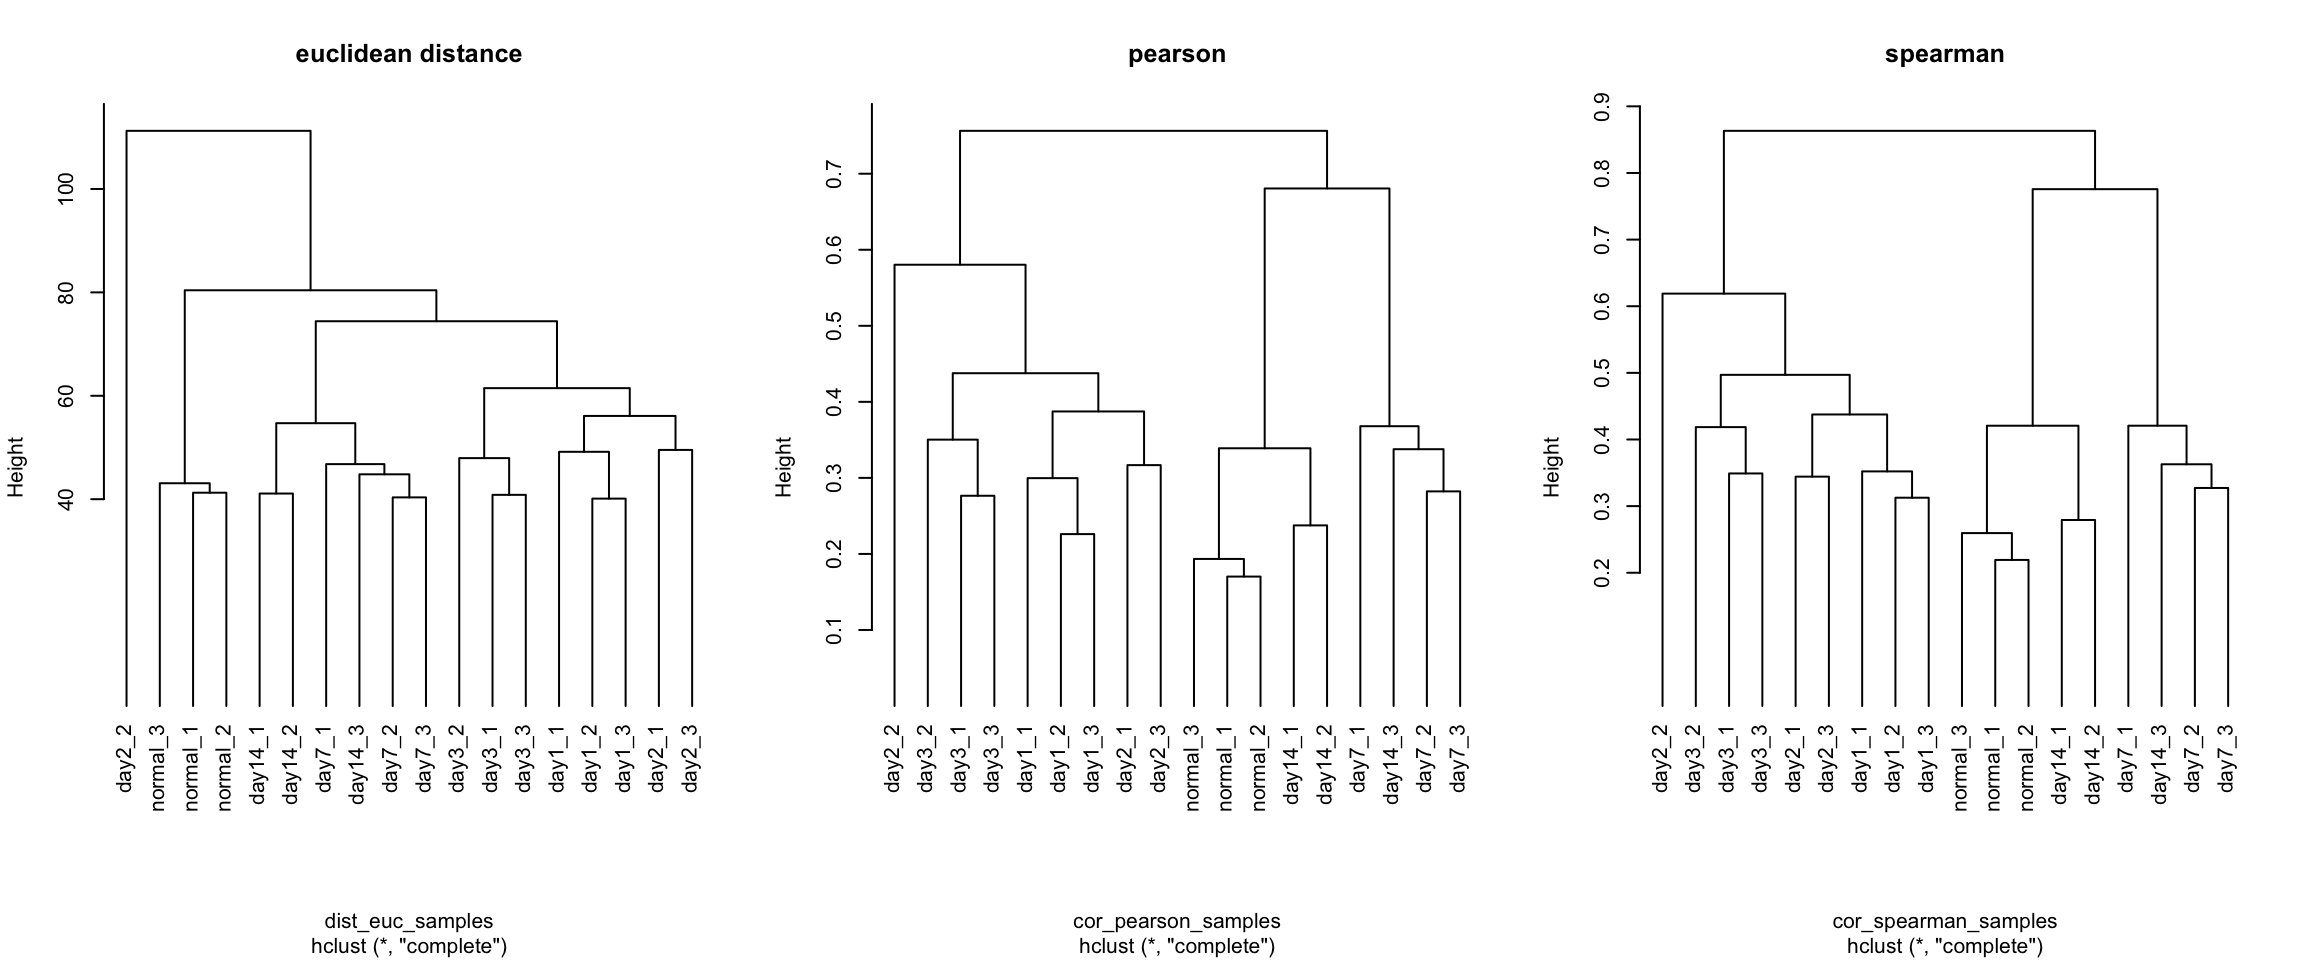 euclidean distance
Height
40
60
80
100
day2_2
normal_3
normal_1
normal_2
day14_1
day14_2
day7_1
day14_3
day7_2
day7_3
day3_2
day3_1
day3_3
day1_1
day1_2
day1_3
day2_1
day2_3
dist_euc_samples
hclust (*, "complete")
pearson
Height
0.1
0.2
0.3
0.4
0.5
0.6
0.7
day2_2
day3_2
day3_1
day3_3
day1_1
day1_2
day1_3
day2_1
day2_3
normal_3
normal_1
normal_2
day14_1
day14_2
day7_1
day14_3
day7_2
day7_3
cor_pearson_samples
hclust (*, "complete")
spearman
Height
0.2
0.3
0.4
0.5
0.6
0.7
0.8
0.9
day2_2
day3_2
day3_1
day3_3
day2_1
day2_3
day1_1
day1_2
day1_3
normal_3
normal_1
normal_2
day14_1
day14_2
day7_1
day14_3
day7_2
day7_3
cor_spearman_samples
hclust (*, "complete")